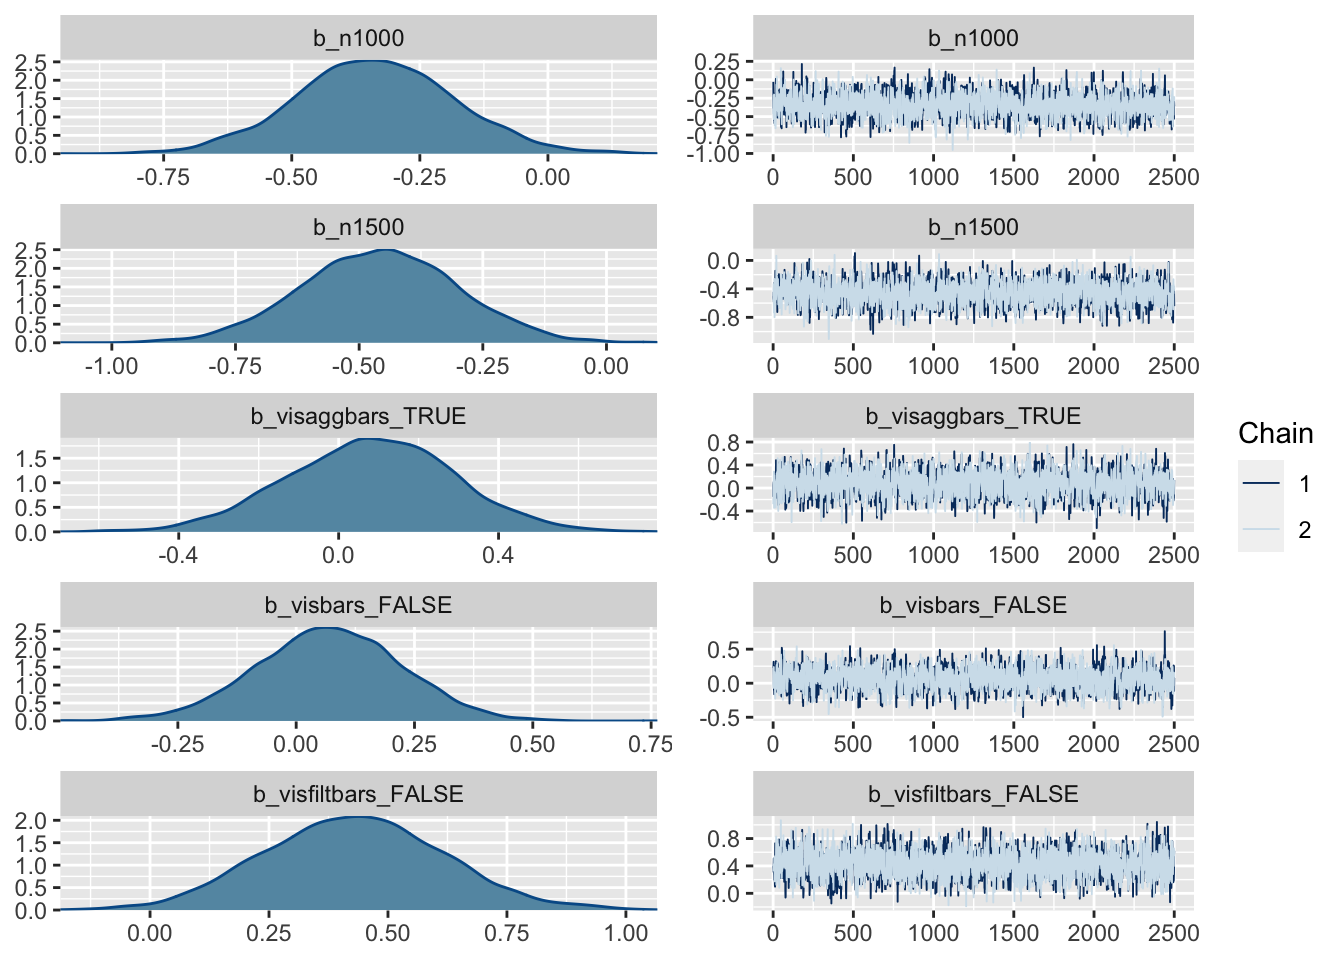 b_n1000
2.5
2.0
1.5
1.0
0.5
0.0
-0.75 -0.50 -0.25 0.00
b_n1000
0.25
0.00
-0.25
-0.50
-0.75
-1.00
0 500 1000 1500 2000 2500
b_n1500
2.5
2.0
1.5
1.0
0.5
0.0
-1.00 -0.75 -0.50 -0.25 0.00
b_n1500
0.0
-0.4
-0.8
0 500 1000 1500 2000 2500
b_visaggbars_TRUE
1.5
1.0
0.5
0.0
-0.4 0.0 0.4
b_visaggbars_TRUE
0.8
0.4
0.0
-0.4
0 500 1000 1500 2000 2500
b_visbars_FALSE
2.5
2.0
1.5
1.0
0.5
0.0
-0.25 0.00 0.25 0.50 0.75
b_visbars_FALSE
0.5
0.0
-0.5
0 500 1000 1500 2000 2500
b_visfiltbars_FALSE
2.0
1.5
1.0
0.5
0.0
0.00 0.25 0.50 0.75 1.00
b_visfiltbars_FALSE
0.8
0.4
0.0
0 500 1000 1500 2000 2500
Chain
1
2